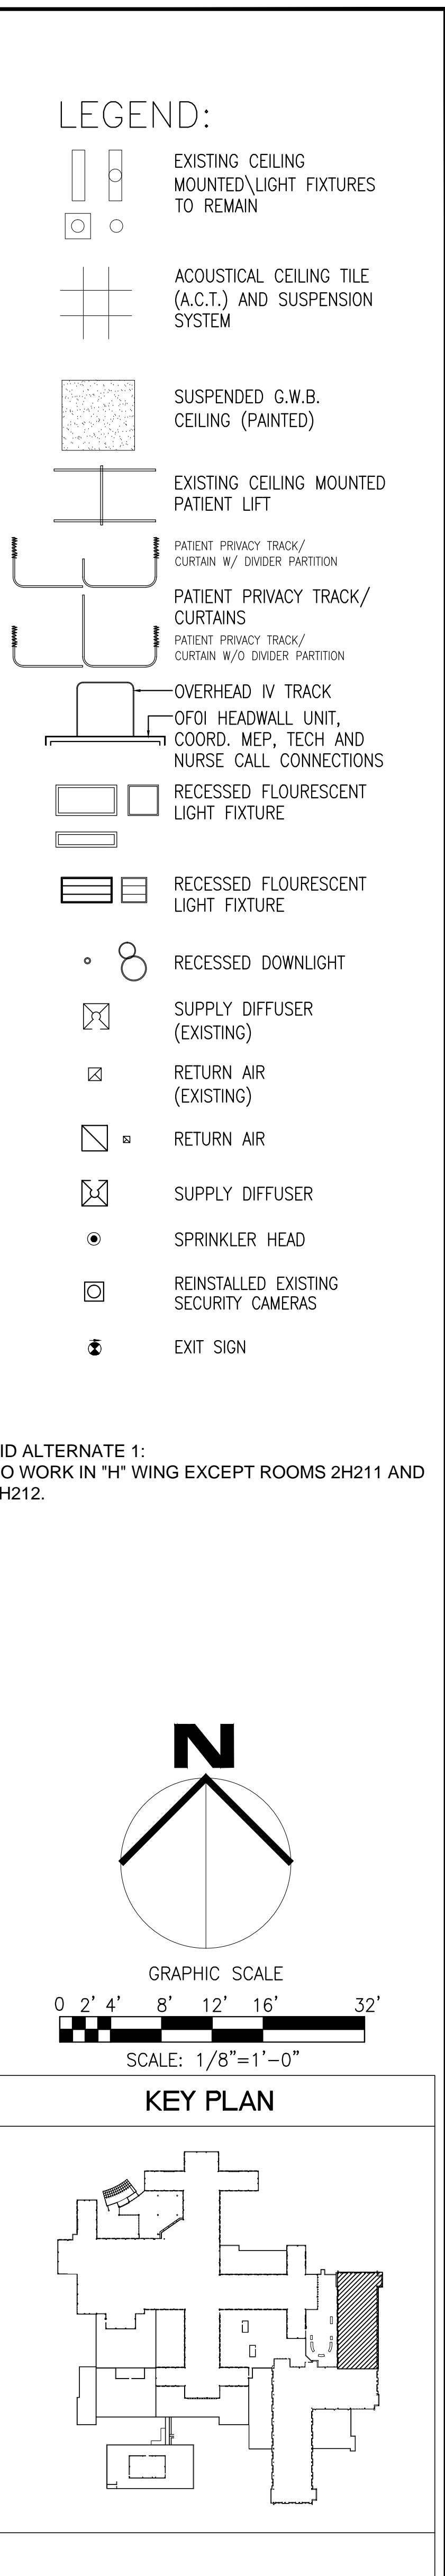 LEGEND:
EXISTING CEILING
MOUNTED\LIGHT FIXTURES
TO REMAIN
ACOUSTICAL CEILING TILE
(A.C.T.) AND SUSPENSION
SYSTEM
SUSPENDED G.W.B.
CEILING (PAINTED)
EXISTING CEILING MOUNTED
PATIENT LIFT
PATIENT PRIVACY TRACK/
CURTAIN W/ DIVIDER PARTITION
PATIENT PRIVACY TRACK/
CURTAINS
PATIENT PRIVACY TRACK/
CURTAIN W/O DIVIDER PARTITION
OVERHEAD IV TRACK
OFOI HEADWALL UNIT,
COORD. MEP, TECH AND
NURSE CALL CONNECTIONS
RECESSED FLOURESCENT
LIGHT FIXTURE
RECESSED FLOURESCENT
LIGHT FIXTURE
RECESSED DOWNLIGHT
SUPPLY DIFFUSER
(EXISTING)
RETURN AIR
(EXISTING)
RETURN AIR
SUPPLY DIFFUSER
SPRINKLER HEAD
REINSTALLED EXISTING
SECURITY CAMERAS
EXIT SIGN
ID ALTERNATE 1:
O WORK IN "H" WING EXCEPT ROOMS 2H211 AND
H212.
N
GRAPHIC SCALE
0 2' 4' 8' 12' 16' 32'
SCALE: 1/8"=1'-0"
KEY PLAN